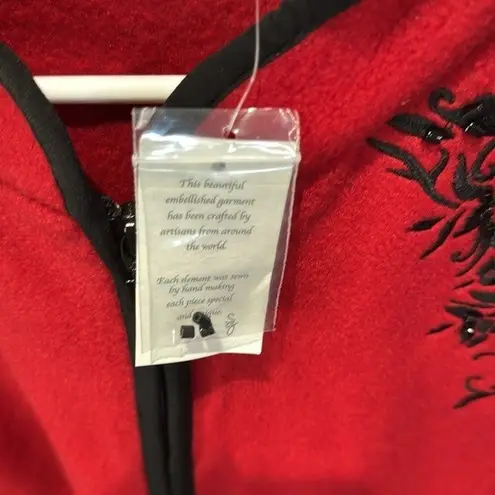 This beautiful
embellished garment
has been crafted by
artisans from around
the world.
Each element was sewn
by hand making
each piece special
and unique.